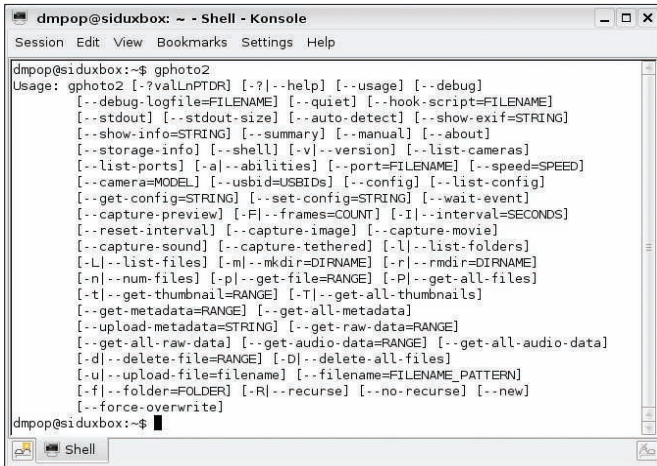 dmpop@siduxbox: ~ - Shell - Konsole
Session Edit View Bookmarks Settings Help
dmpop@siduxbox:~$ gphoto2
Usage: gphoto2 [-?valLnPTDR] [-?|--help] [--usage] [--debug]
[--debug-logfile=FILENAME] [--quiet] [--hook-script=FILENAME]
[--stdout] [--stdout-size] [--auto-detect] [--show-exif=STRING]
[--show-info=STRING] [--summary] [--manual] [--about]
[--storage-info] [--shell] [-v|--version] [--list-cameras]
[--list-ports] [-a|--abilities] [--port=FILENAME] [--speed=SPEED]
[--camera=MODEL] [--usbid=USBIDs] [--config] [--list-config]
[--get-config=STRING] [--set-config=STRING] [--wait-event]
[--capture-preview] [-F|--frames=COUNT] [-I|--interval=SECONDS]
[--reset-interval] [--capture-image] [--capture-movie]
[--capture-sound] [--capture-tethered] [-l|--list-folders]
[-L|--list-files] [-m|--mkdir=DIRNAME] [-r|--rmdir=DIRNAME]
[-n|--num-files] [-p|--get-file=RANGE] [-P|--get-all-files]
[-t|--get-thumbnail=RANGE] [-T|--get-all-thumbnails]
[--get-metadata=RANGE] [--get-all-metadata]
[--upload-metadata=STRING] [--get-raw-data=RANGE]
[--get-all-raw-data] [--get-audio-data=RANGE] [--get-all-audio-data]
[-d|--delete-file=RANGE] [-D|--delete-all-files]
[-u|--upload-file=filename] [--filename=FILENAME_PATTERN]
[-f|--folder=FOLDER] [-R|--recurse] [--no-recurse] [--new]
[--force-overwrite]
dmpop@siduxbox:~$
Shell